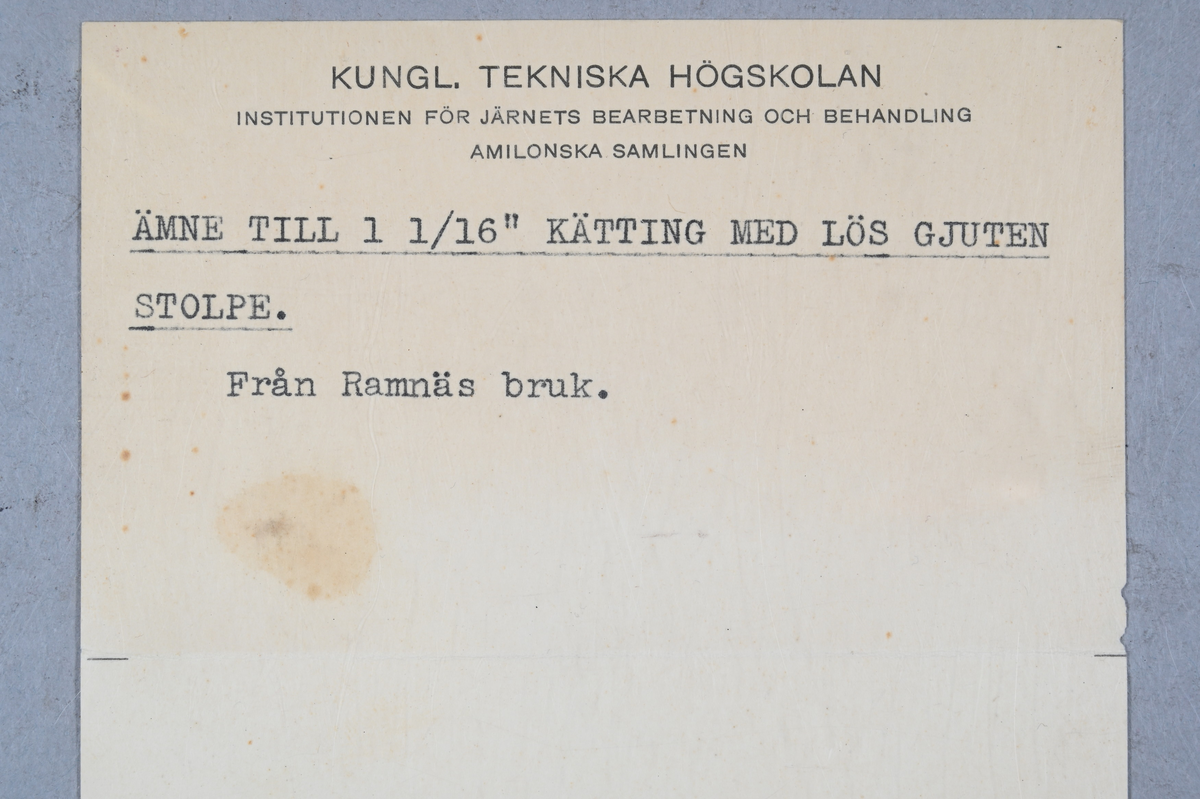 KUNGL. TEKNISKA HÖGSKOLAN
INSTITUTIONEN FÖR JÄRNETS BEARBETNING OCH BEHANDLING
AMILONSKA SAMLINGEN
ÄMNE TILL 1 1/16" KÄTTING MED LÖS GJUTEN
STOLPE.
Från Ramnäs bruk.